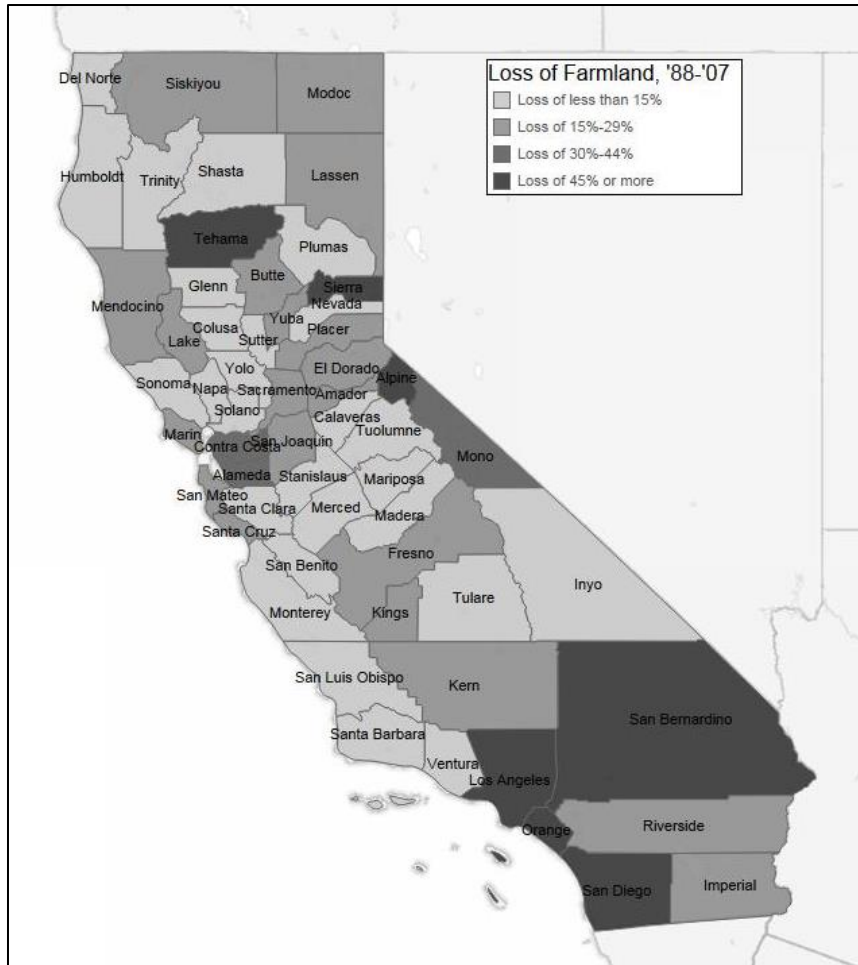 Loss of Farmland, '88-'07
Loss of less than 15%
Loss of 15%-29%
Loss of 30%-44%
Loss of 45% or more
Del Norte
Siskiyou
Modoc
Humboldt
Trinity
Shasta
Lassen
Tehama
Plumas
Glenn
Butte
Sierra
Mendocino
Nevada
Colusa
Yuba
Placer
Lake
Sutter
Yolo
El Dorado
Alpine
Sonoma
Napa
Sacramento
Amador
Solano
Calaveras
Marin
Tuolumne
San Joaquin
Contra Costa
Mono
Alameda
Stanislaus
Mariposa
San Mateo
Santa Clara
Merced
Madera
Santa Cruz
Fresno
San Benito
Inyo
Monterey
Kings
Tulare
San Luis Obispo
Kern
San Bernardino
Santa Barbara
Ventura
Los Angeles
Orange
Riverside
San Diego
Imperial